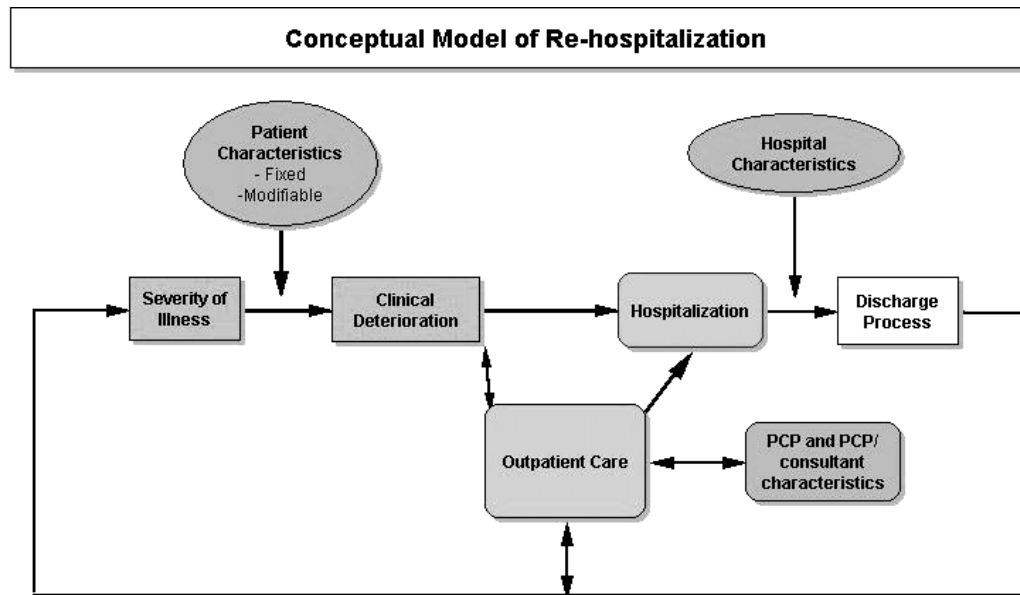 Conceptual Model of Re-hospitalization
Patient
Characteristics
- Fixed
-Modifiable
Hospital
Characteristics
Severity of
Illness
Clinical
Deterioration
Hospitalization
Discharge
Process
Outpatient Care
PCP and PCP/
consultant
characteristics